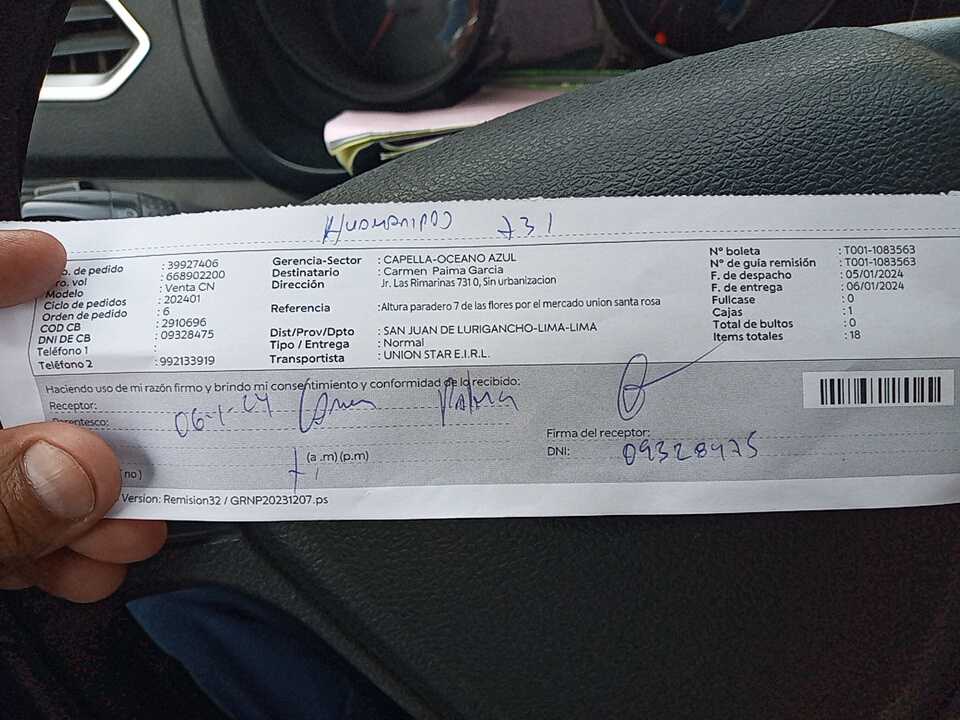 731
o. de pedido : 39927406
ro. vol : 668902200
Modelo : Venta CN
Ciclo de pedidos : 202401
Orden de pedido : 6
COD CB : 2910696
DNI DE CB : 09328475
Teléfono 1 :
Teléfono 2 : 992133919
Gerencia-Sector : CAPELLA-OCEANO AZUL
Destinatario : Carmen Paima Garcia
Dirección : Jr. Las Rimarinas 731 0, Sin urbanizacion
Referencia : Altura paradero 7 de las flores por el mercado union santa rosa
Dist/Prov/Dpto : SAN JUAN DE LURIGANCHO-LIMA-LIMA
Tipo / Entrega : Normal
Transportista : UNION STAR E.I.R.L.
N° boleta : T001-1083563
N° de guia remisión : T001-1083563
F. de despacho : 05/01/2024
F. de entrega : 06/01/2024
Fullcase : 0
Cajas : 1
Total de bultos : 0
Items totales : 18
Haciendo uso de mi razón firmo y brindo mi consentimiento y conformidad de lo recibido:
Receptor:
Parentesco:
06-1-24
(a .m) (p.m)
no )
Firma del receptor:
DNI: 09328475
Version: Remision32 / GRNP20231207.ps